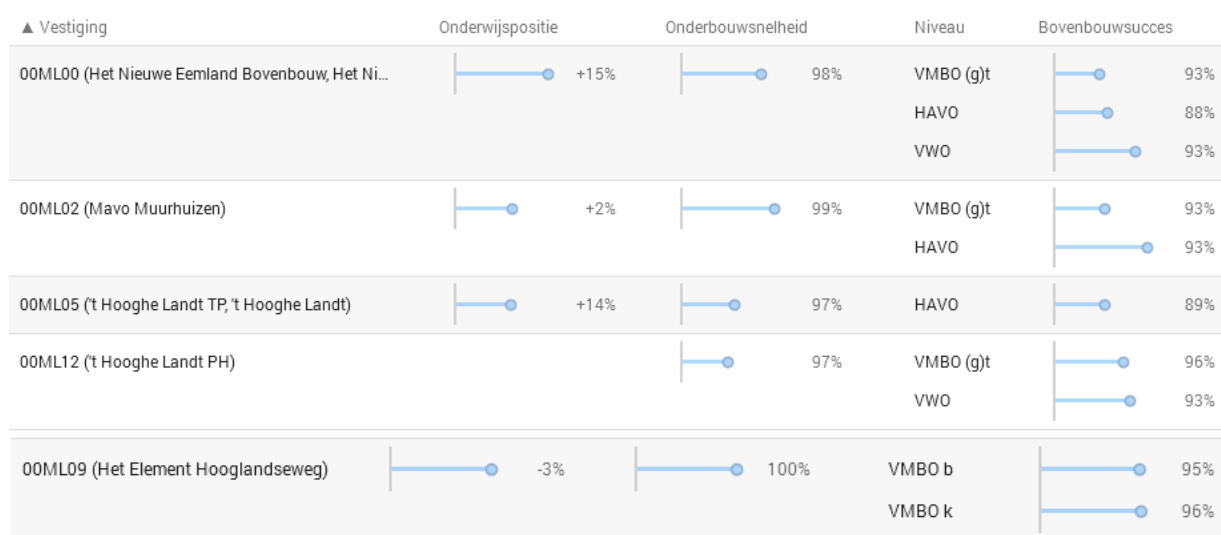 ▲ Vestiging Onderwijspositie Onderbouwsnelheid Niveau Bovenbouwsucces
00ML00 (Het Nieuwe Eemland Bovenbouw, Het Ni... +15% 98% VMBO (g)t 93%
HAVO 88%
VWO 93%
00ML02 (Mavo Muurhuizen) +2% 99% VMBO (g)t 93%
HAVO 93%
00ML05 ('t Hooghe Landt TP, 't Hooghe Landt) +14% 97% HAVO 89%
00ML12 ('t Hooghe Landt PH) 97% VMBO (g)t 96%
VWO 93%
00ML09 (Het Element Hooglandseweg) -3% 100% VMBO b 95%
VMBO k 96%